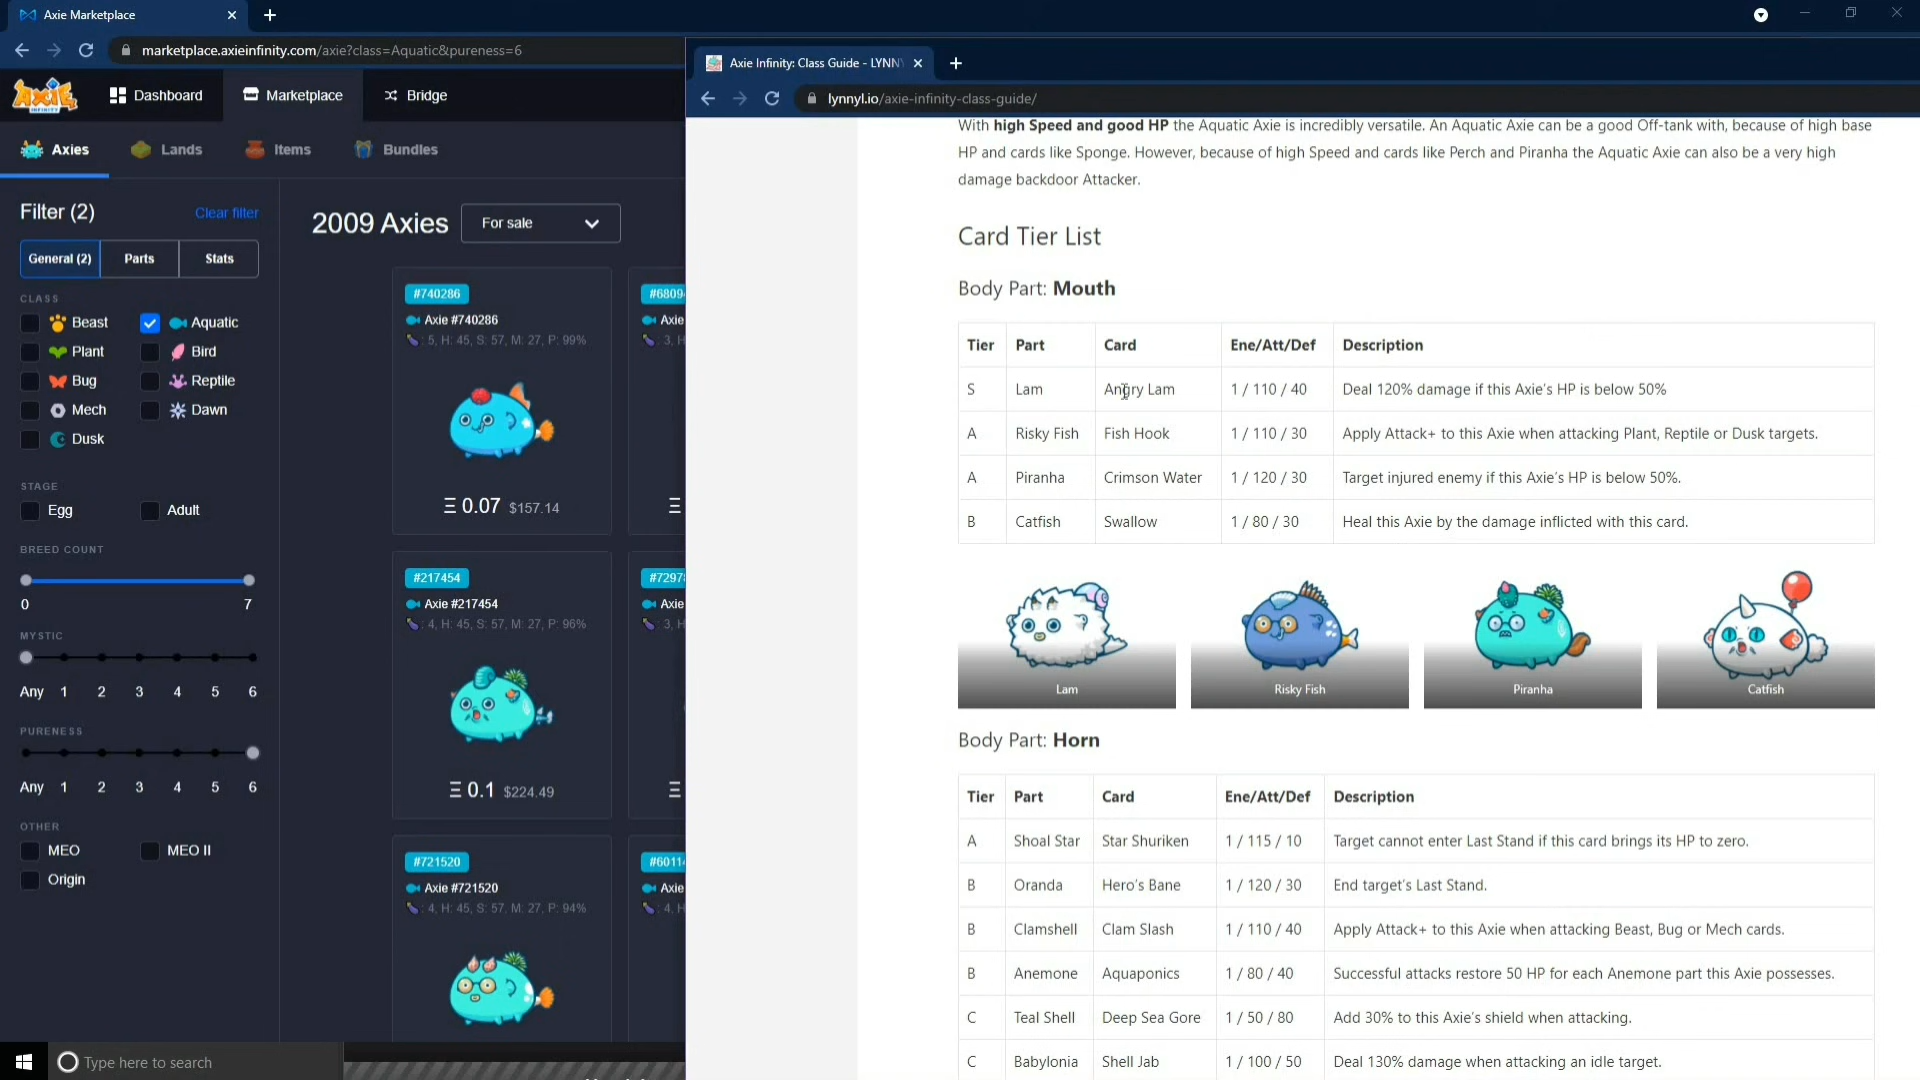 Axie Marketplace
marketplace.axieinfinity.com/axie?class=Aquatic&pureness=6
AXIE
INFINITY
Dashboard
Marketplace
Bridge
Axies
Lands
Items
Bundles
Filter (2)
Clear filter
General (2)
Parts
Stats
CLASS
Beast
Aquatic
Plant
Bird
Bug
Reptile
Mech
Dawn
Dusk
STAGE
Egg
Adult
BREED COUNT
0
7
MYSTIC
Any 1 2 3 4 5 6
PURENESS
Any 1 2 3 4 5 6
OTHER
MEO
MEO II
Origin
2009 Axies
For sale
#740286
Axie #740286
: 5, H: 45, S: 57, M: 27, P: 99%
Ξ 0.07 $157.14
#6809
Axie
: 3, H
Ξ
#217454
Axie #217454
: 4, H: 45, S: 57, M: 27, P: 96%
Ξ 0.1 $224.49
#7297
Axie
: 3, H
Ξ
#721520
Axie #721520
: 4, H: 45, S: 57, M: 27, P: 94%
#6011
Axie
: 4, H
Type here to search
Axie Infinity: Class Guide - LYNN
lynnyl.io/axie-infinity-class-guide/
With high Speed and good HP the Aquatic Axie is incredibly versatile. An Aquatic Axie can be a good Off-tank with, because of high base
HP and cards like Sponge. However, because of high Speed and cards like Perch and Piranha the Aquatic Axie can also be a very high
damage backdoor Attacker.
Card Tier List
Body Part: Mouth
Tier Part Card Ene/Att/Def Description
S Lam Angry Lam 1 / 110 / 40 Deal 120% damage if this Axie's HP is below 50%
A Risky Fish Fish Hook 1 / 110 / 30 Apply Attack+ to this Axie when attacking Plant, Reptile or Dusk targets.
A Piranha Crimson Water 1 / 120 / 30 Target injured enemy if this Axie's HP is below 50%.
B Catfish Swallow 1 / 80 / 30 Heal this Axie by the damage inflicted with this card.
Lam
Risky Fish
Piranha
Catfish
Body Part: Horn
Tier Part Card Ene/Att/Def Description
A Shoal Star Star Shuriken 1 / 115 / 10 Target cannot enter Last Stand if this card brings its HP to zero.
B Oranda Hero's Bane 1 / 120 / 30 End target's Last Stand.
B Clamshell Clam Slash 1 / 110 / 40 Apply Attack+ to this Axie when attacking Beast, Bug or Mech cards.
B Anemone Aquaponics 1 / 80 / 40 Successful attacks restore 50 HP for each Anemone part this Axie possesses.
C Teal Shell Deep Sea Gore 1 / 50 / 80 Add 30% to this Axie's shield when attacking.
C Babylonia Shell Jab 1 / 100 / 50 Deal 130% damage when attacking an idle target.